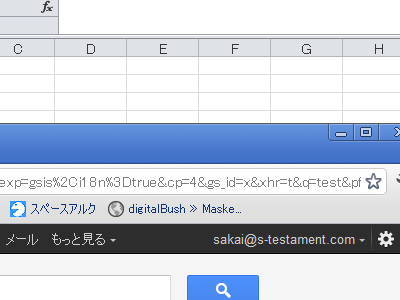 fx
C D E F G H
exp=gsis%2Ci18n%3Dtrue&cp=4&gs_id=x&xhr=t&q=test&pf
スペースアルク digitalBush » Maske...
メール もっと見る sakai@s-testament.com